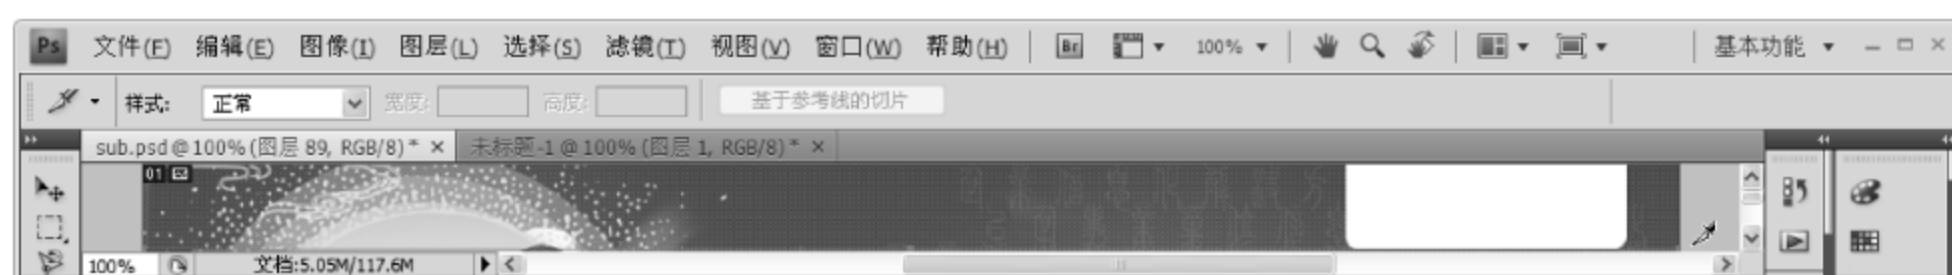 Ps 文件(F) 编辑(E) 图像(I) 图层(L) 选择(S) 滤镜(T) 视图(V) 窗口(W) 帮助(H) Br 100% 基本功能
样式: 正常 宽度: 高度: 基于参考线的切片
sub.psd @ 100% (图层 89, RGB/8) * × 未标题-1 @ 100% (图层 1, RGB/8) * ×
01
100% 文档:5.05M/117.6M